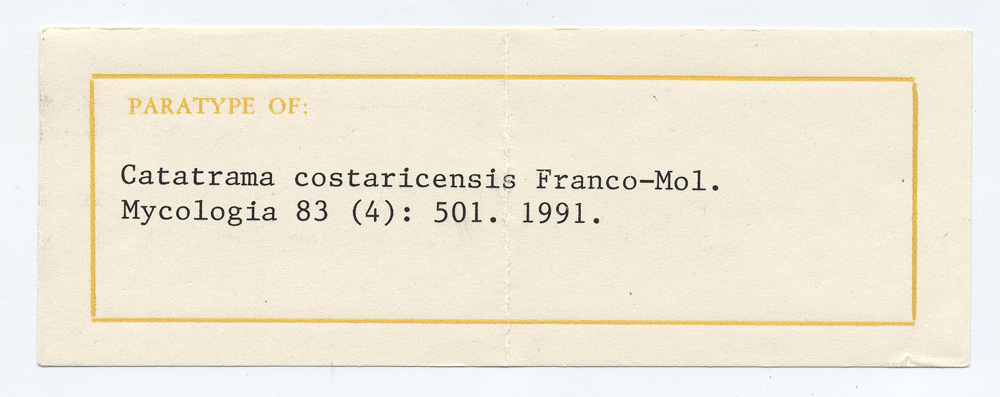 PARATYPE OF:
Catatrama costaricensis Franco-Mol.
Mycologia 83 (4): 501. 1991.